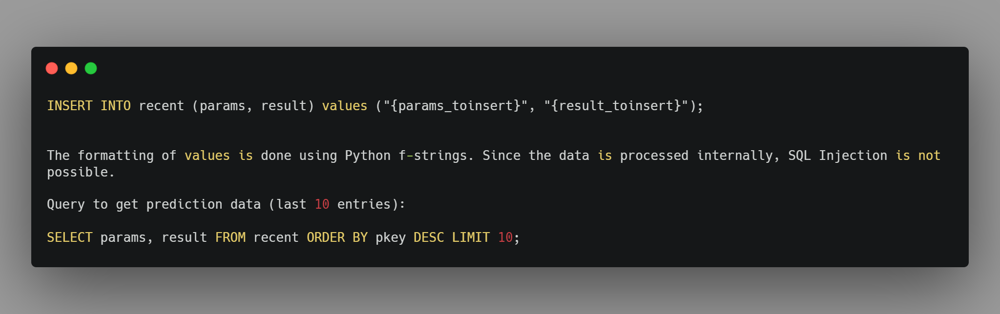 INSERT INTO recent (params, result) values ("{params_toinsert}", "{result_toinsert}");
The formatting of values is done using Python f-strings. Since the data is processed internally, SQL Injection is not
possible.
Query to get prediction data (last 10 entries):
SELECT params, result FROM recent ORDER BY pkey DESC LIMIT 10;